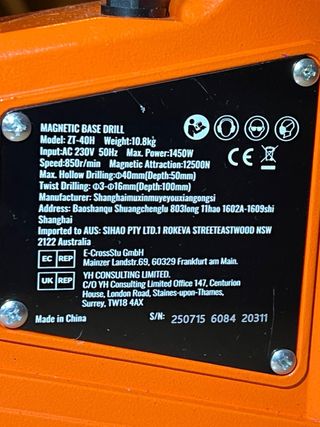 MAGNETIC BASE DRILL
Model: ZT-40H Weight:10.8kg
Input:AC 230V 50Hz Max. Power:1450W
Speed:850r/min Magnetic Attraction:12500N
Max. Hollow Drilling:Φ40mm(Depth:50mm)
Twist Drilling: Φ3-Φ16mm(Depth:100mm)
Manufacturer: Shanghaimuxinmuyeyouxiangongsi
Address: Baoshanqu Shuangchenglu 803long 11hao 1602A-1609shi
Shanghai
Imported to AUS: SIHAO PTY LTD.1 ROKEVA STREETEASTWOOD NSW
2122 Australia
EC REP E-CrossStu GmbH
Mainzer Landstr.69, 60329 Frankfurt am Main.
UK REP YH CONSULTING LIMITED.
C/O YH Consulting Limited Office 147, Centurion
House, London Road, Staines-upon-Thames,
Surrey, TW18 4AX
Made in China S/N: 250715 6084 20311
CE